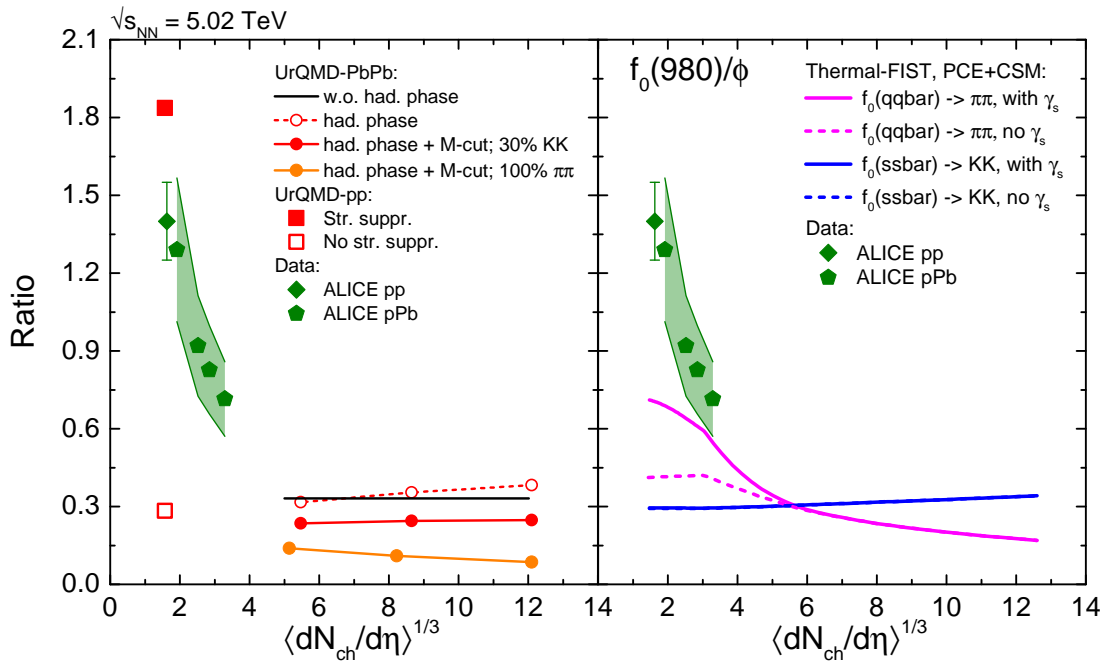 √s_NN = 5.02 TeV
2.1
1.8
1.5
1.2
0.9
0.6
0.3
0.0
Ratio
UrQMD-PbPb:
w.o. had. phase
had. phase
had. phase + M-cut; 30% KK
had. phase + M-cut; 100% ππ
UrQMD-pp:
Str. suppr.
No str. suppr.
Data:
ALICE pp
ALICE pPb
0 2 4 6 8 10 12 14
⟨dN_ch/dη⟩^1/3
f_0(980)/ϕ
Thermal-FIST, PCE+CSM:
f_0(qqbar) -> ππ, with γ_s
f_0(qqbar) -> ππ, no γ_s
f_0(ssbar) -> KK, with γ_s
f_0(ssbar) -> KK, no γ_s
Data:
ALICE pp
ALICE pPb
2 4 6 8 10 12 14
⟨dN_ch/dη⟩^1/3